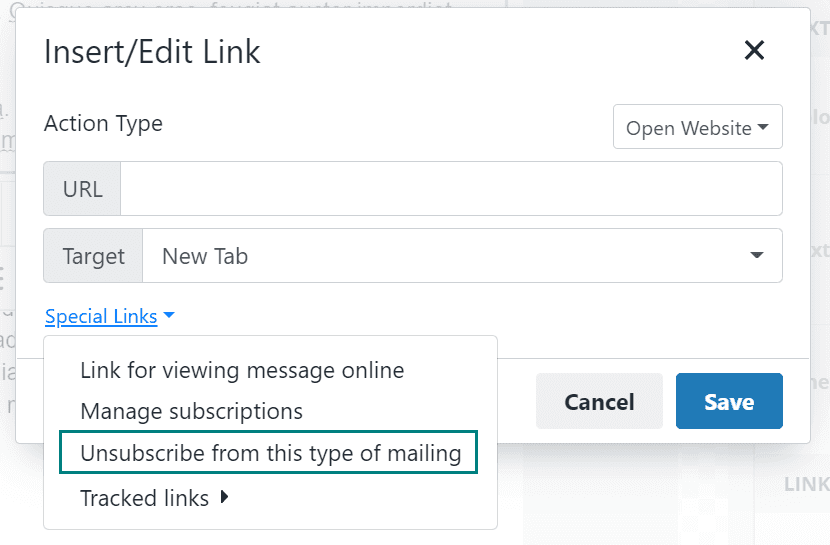 Insert/Edit Link
Action Type
Open Website
URL
Target
New Tab
Special Links
Link for viewing message online
Manage subscriptions
Unsubscribe from this type of mailing
Tracked links
Cancel
Save
LINK